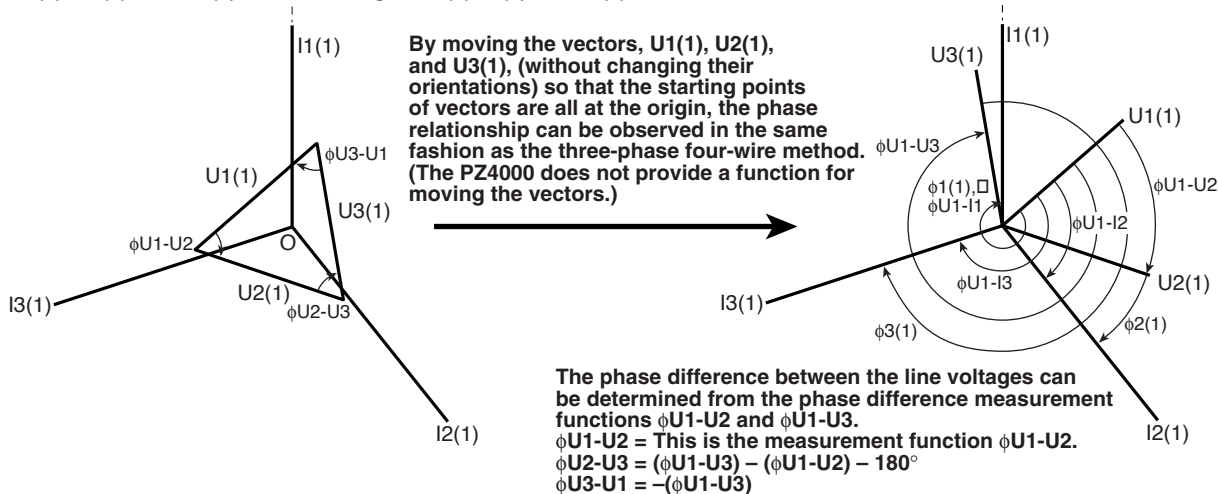 I1(1)
U1(1)
ϕU3-U1
U3(1)
ϕU1-U2
O
U2(1)
ϕU2-U3
I3(1)
I2(1)
By moving the vectors, U1(1), U2(1),
and U3(1), (without changing their
orientations) so that the starting points
of vectors are all at the origin, the phase
relationship can be observed in the same
fashion as the three-phase four-wire method.
(The PZ4000 does not provide a function for
moving the vectors.)
I1(1)
U3(1)
U1(1)
ϕU1-U3
ϕU1-U2
ϕ1(1),□
ϕU1-I1
ϕU1-I2
ϕU1-I3
U2(1)
I3(1)
ϕ3(1)
ϕ2(1)
I2(1)
The phase difference between the line voltages can
be determined from the phase difference measurement
functions ϕU1-U2 and ϕU1-U3.
ϕU1-U2 = This is the measurement function ϕU1-U2.
ϕU2-U3 = (ϕU1-U3) – (ϕU1-U2) – 180°
ϕU3-U1 = –(ϕU1-U3)